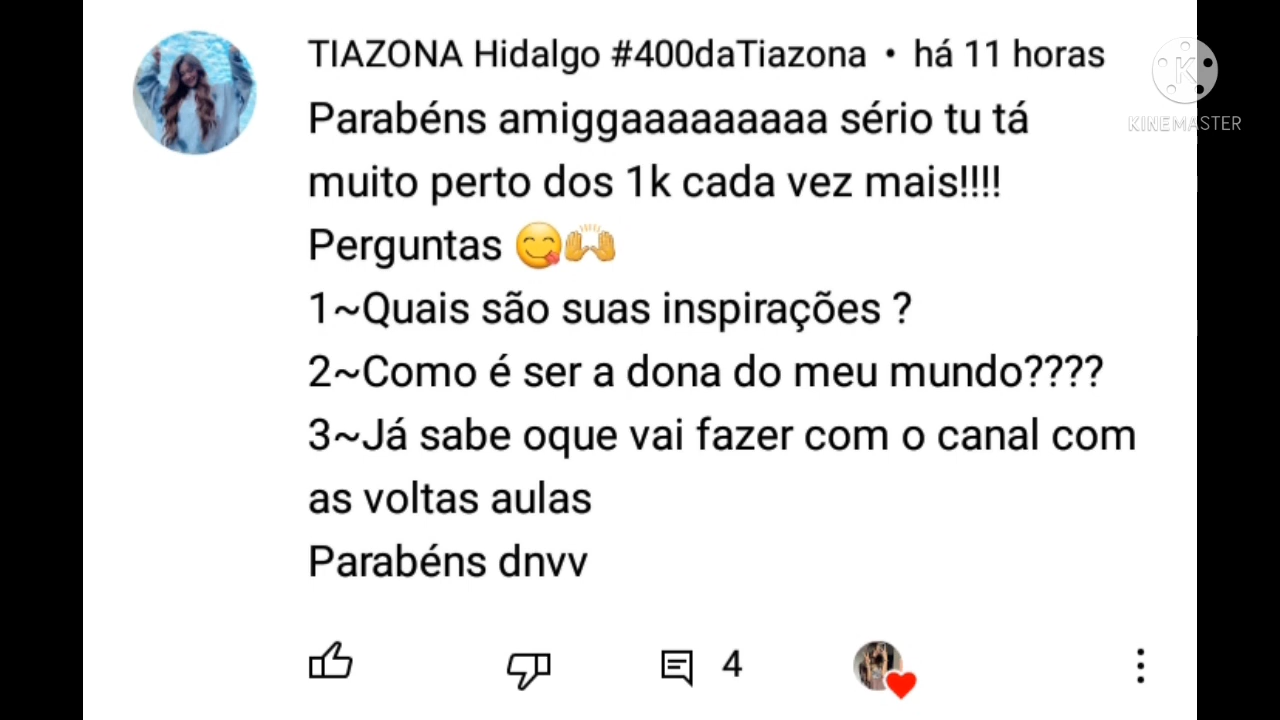 TIAZONA Hidalgo #400daTiazona • há 11 horas
Parabéns amiggaaaaaaaaa sério tu tá
muito perto dos 1k cada vez mais!!!!
Perguntas 😋🙌
1~Quais são suas inspirações ?
2~Como é ser a dona do meu mundo????
3~Já sabe oque vai fazer com o canal com
as voltas aulas
Parabéns dnvv
4
K
KINEMASTER